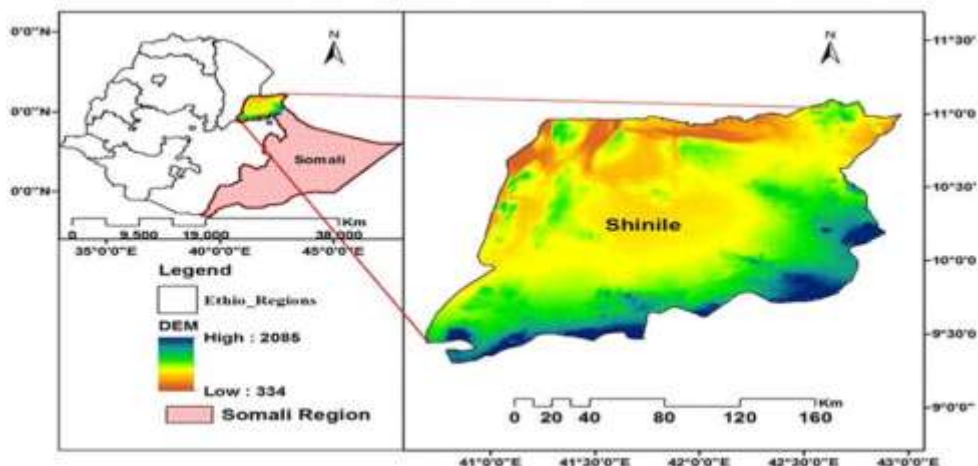 N
N
0°0'N
0°0'N
0°0'N
Somali
Km
0 9,500 19,000 38,000
35°0'0"E 40°0'0"E 45°0'0"E
Legend
Ethio_Regions
DEM
High : 2085
Low : 334
Somali Region
Shinile
11°30'
11°0'0
10°30'
10°0'0
9°30'0
9°0'0"
Km
0 20 40 80 120 160
41°0'0"E 41°30'0"E 42°0'0"E 42°30'0"E 43°0'0"E